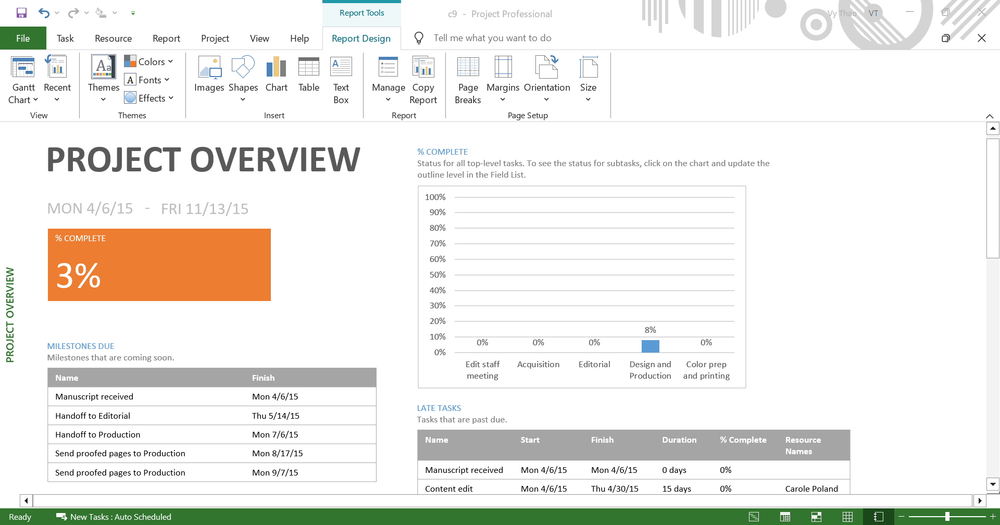 Report Tools
c9 - Project Professional
Vy Thao
VT
File
Task
Resource
Report
Project
View
Help
Report Design
Tell me what you want to do
Gantt
Chart
Recent
View
Themes
Colors
Fonts
Effects
Themes
Images
Shapes
Chart
Table
Text
Box
Insert
Manage
Copy
Report
Report
Page
Breaks
Margins
Orientation
Size
Page Setup
PROJECT OVERVIEW
PROJECT OVERVIEW
MON 4/6/15 - FRI 11/13/15
% COMPLETE
3%
MILESTONES DUE
Milestones that are coming soon.
Name Finish
Manuscript received Mon 4/6/15
Handoff to Editorial Thu 5/14/15
Handoff to Production Mon 7/6/15
Send proofed pages to Production Mon 8/17/15
Send proofed pages to Production Mon 9/7/15
% COMPLETE
Status for all top-level tasks. To see the status for subtasks, click on the chart and update the
outline level in the Field List.
100%
90%
80%
70%
60%
50%
40%
30%
20%
10%
0%
0% 0% 0% 8% 0%
Edit staff
meeting
Acquisition
Editorial
Design and
Production
Color prep
and printing
LATE TASKS
Tasks that are past due.
Name Start Finish Duration % Complete Resource
Names
Manuscript received Mon 4/6/15 Mon 4/6/15 0 days 0%
Content edit Mon 4/6/15 Thu 4/30/15 15 days 0% Carole Poland
Ready
New Tasks : Auto Scheduled